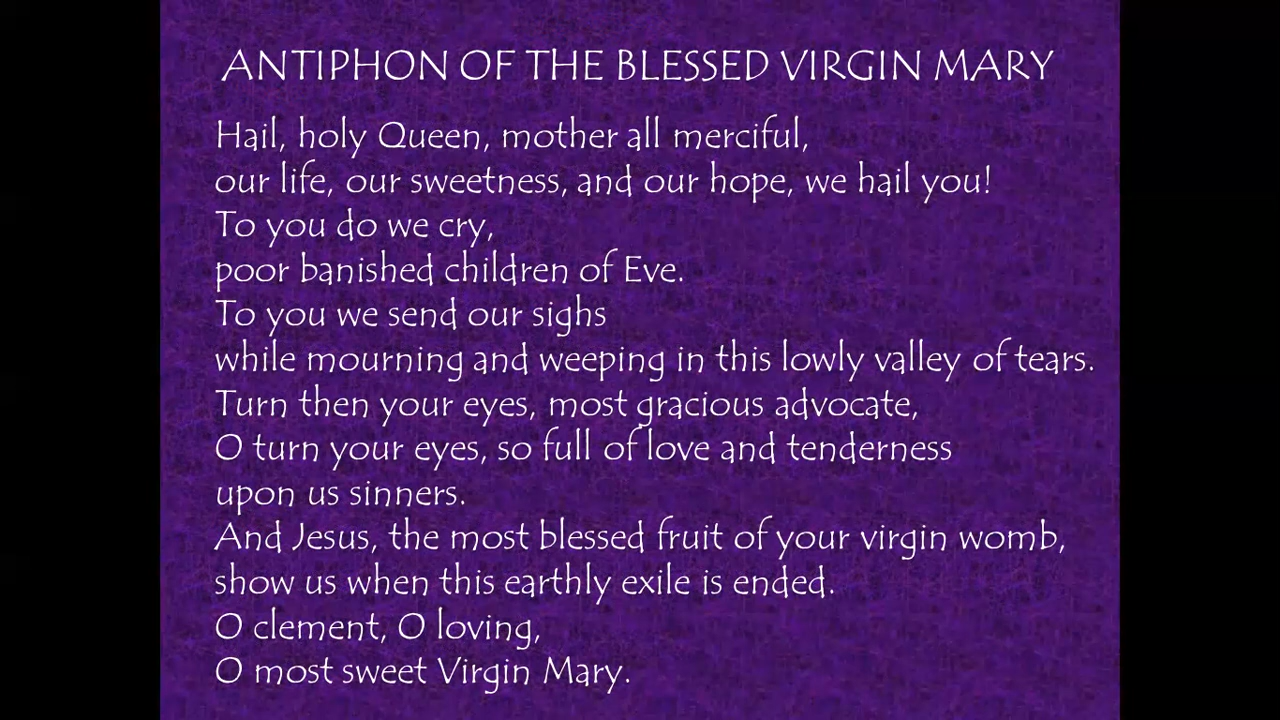 ANTIPHON OF THE BLESSED VIRGIN MARY
Hail, holy Queen, mother all merciful,
our life, our sweetness, and our hope, we hail you!
To you do we cry,
poor banished children of Eve.
To you we send our sighs
while mourning and weeping in this lowly valley of tears.
Turn then your eyes, most gracious advocate,
O turn your eyes, so full of love and tenderness
upon us sinners.
And Jesus, the most blessed fruit of your virgin womb,
show us when this earthly exile is ended.
O clement, O loving,
O most sweet Virgin Mary.